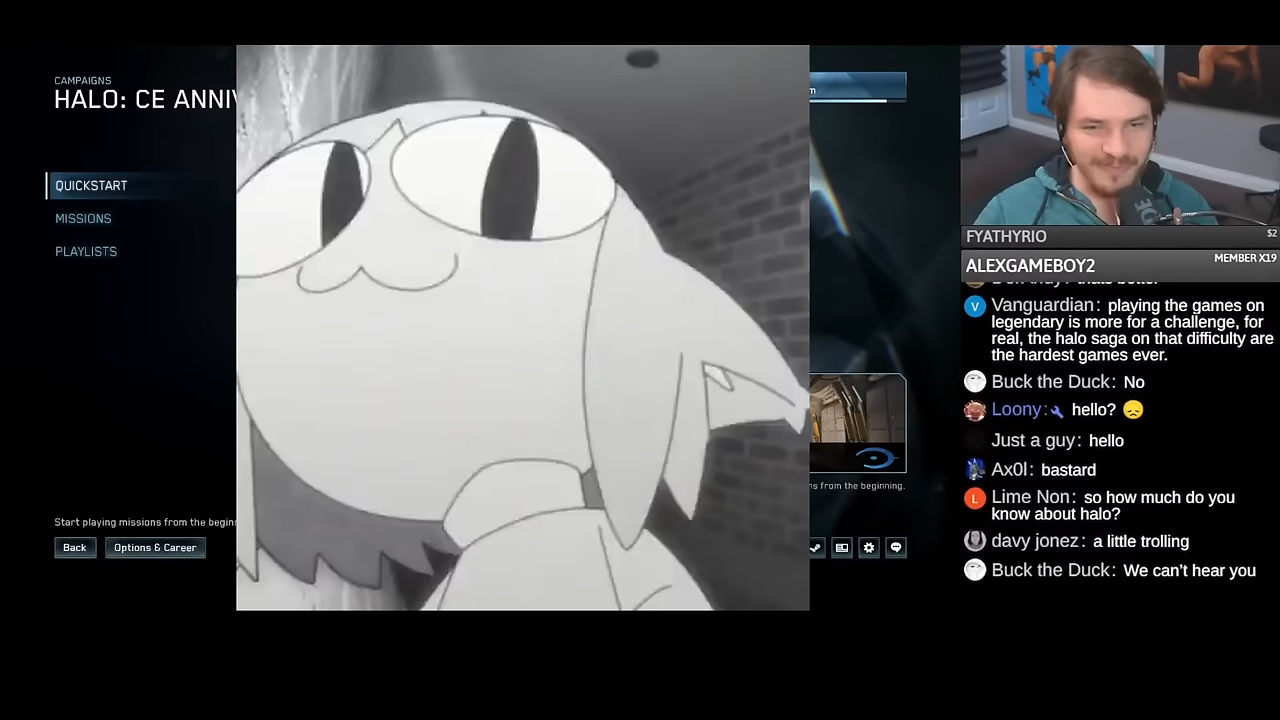 CAMPAIGNS
HALO: CE ANNIV
QUICKSTART
MISSIONS
PLAYLISTS
Start playing missions from the beginn
Back
Options & Career
m
s from the beginning.
FYATHYRIO
$2
ALEXGAMEBOY2
MEMBER X19
Vanguardian: playing the games on
legendary is more for a challenge, for
real, the halo saga on that difficulty are
the hardest games ever.
Buck the Duck: No
Loony: hello?
Just a guy: hello
Ax0l: bastard
L
Lime Non: so how much do you
know about halo?
davy jonez: a little trolling
Buck the Duck: We can't hear you